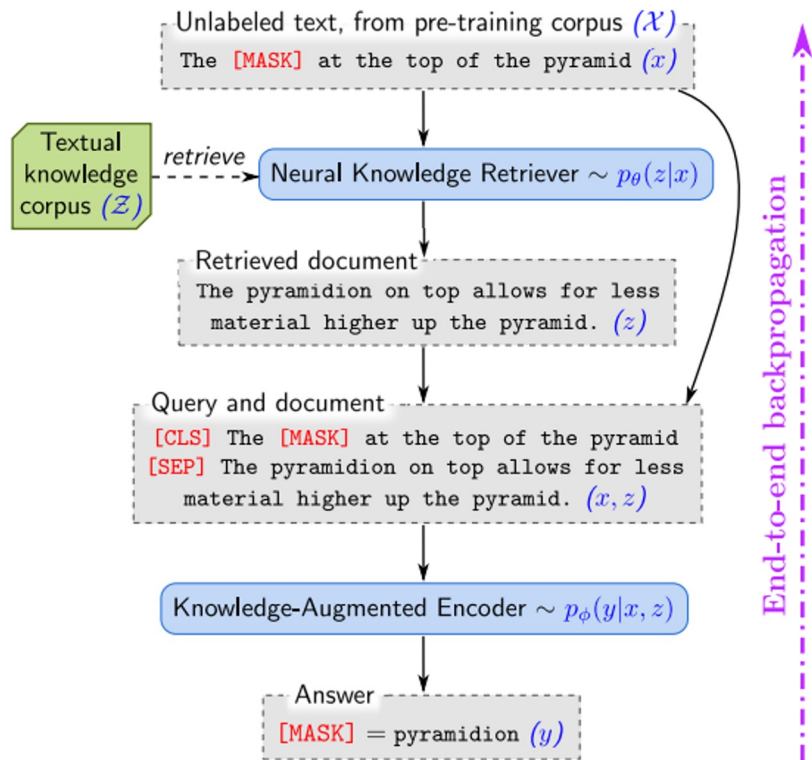 Unlabeled text, from pre-training corpus (𝒳)
The [MASK] at the top of the pyramid (x)
Textual
knowledge
corpus (𝒵)
retrieve
Neural Knowledge Retriever ∼ pθ(z|x)
Retrieved document
The pyramidion on top allows for less
material higher up the pyramid. (z)
Query and document
[CLS] The [MASK] at the top of the pyramid
[SEP] The pyramidion on top allows for less
material higher up the pyramid. (x, z)
Knowledge-Augmented Encoder ∼ pϕ(y|x, z)
Answer
[MASK] = pyramidion (y)
End-to-end backpropagation